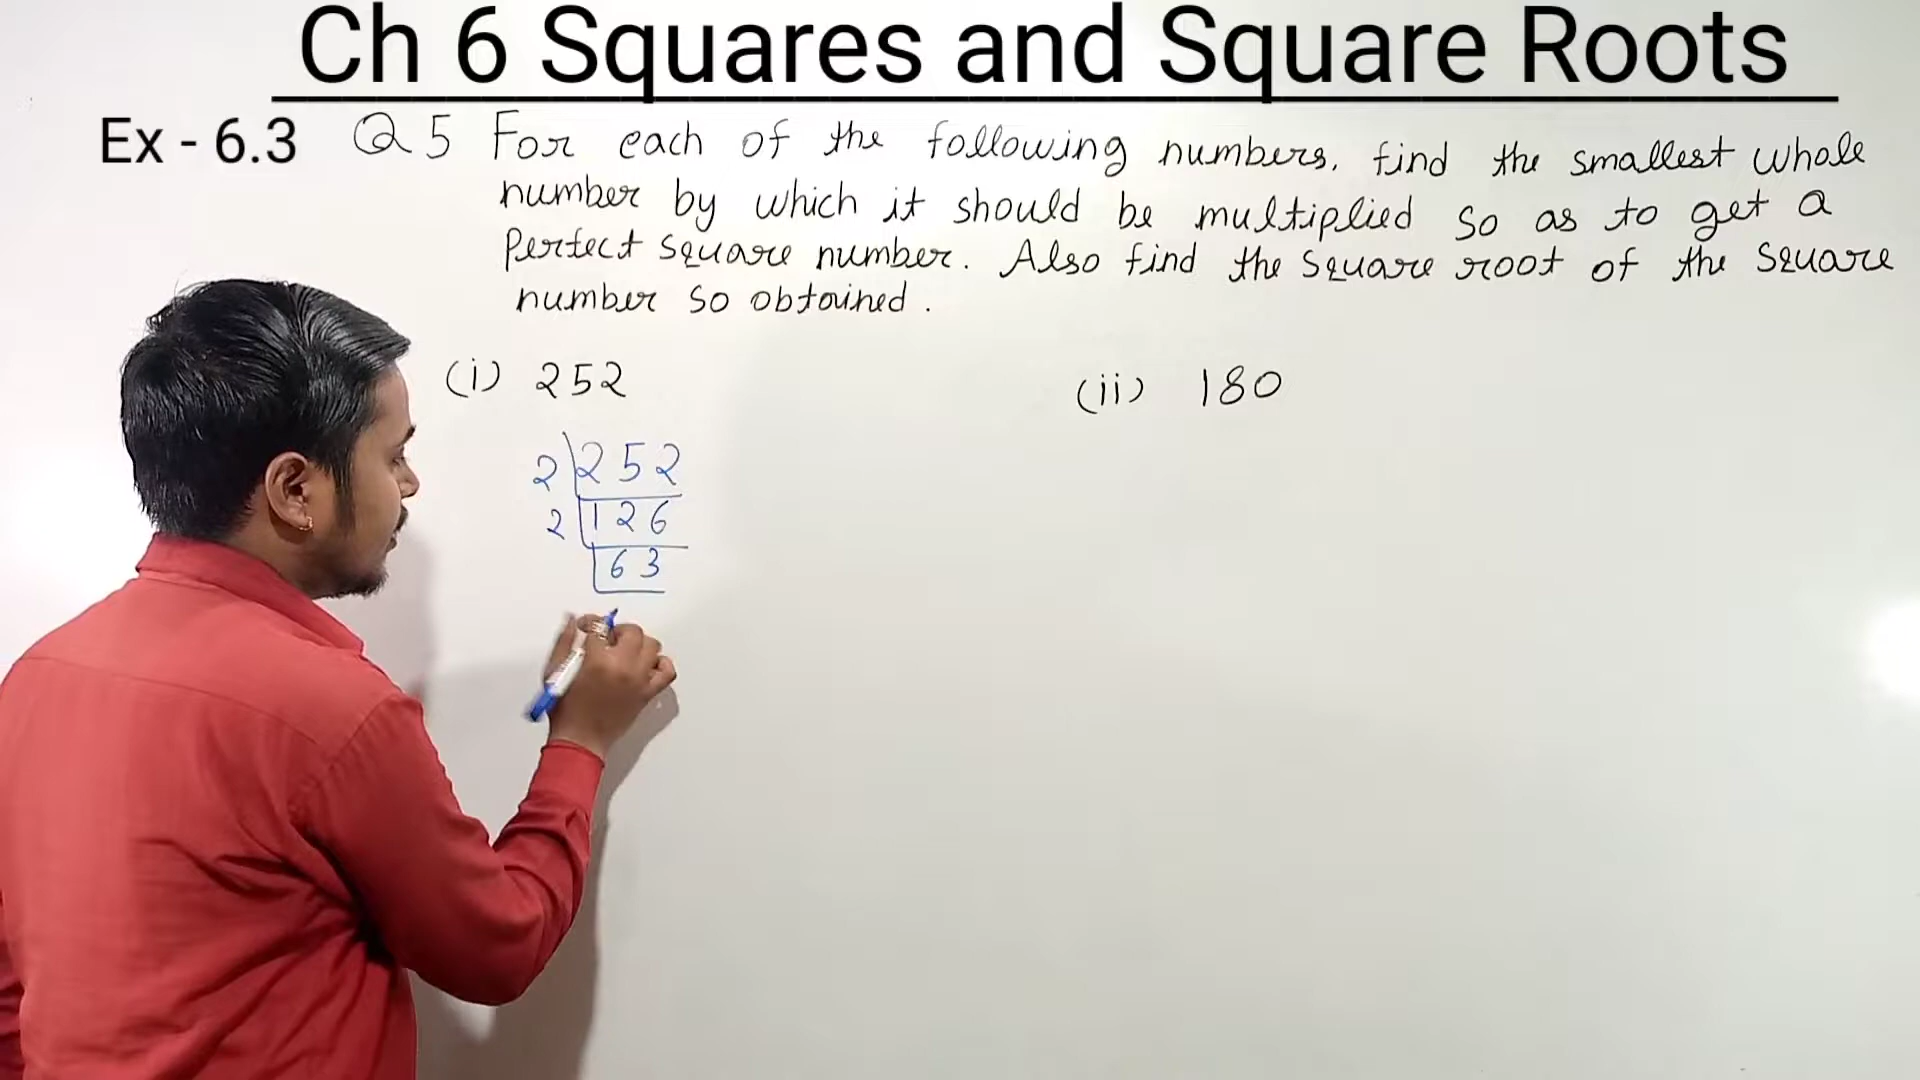 Ch 6 Squares and Square Roots
Ex - 6.3 Q 5 For each of the following numbers, find the smallest whole
number by which it should be multiplied so as to get a
Perfect square number. Also find the square root of the square
number so obtained.
(i) 252
(ii) 180
2 252
2 126
63